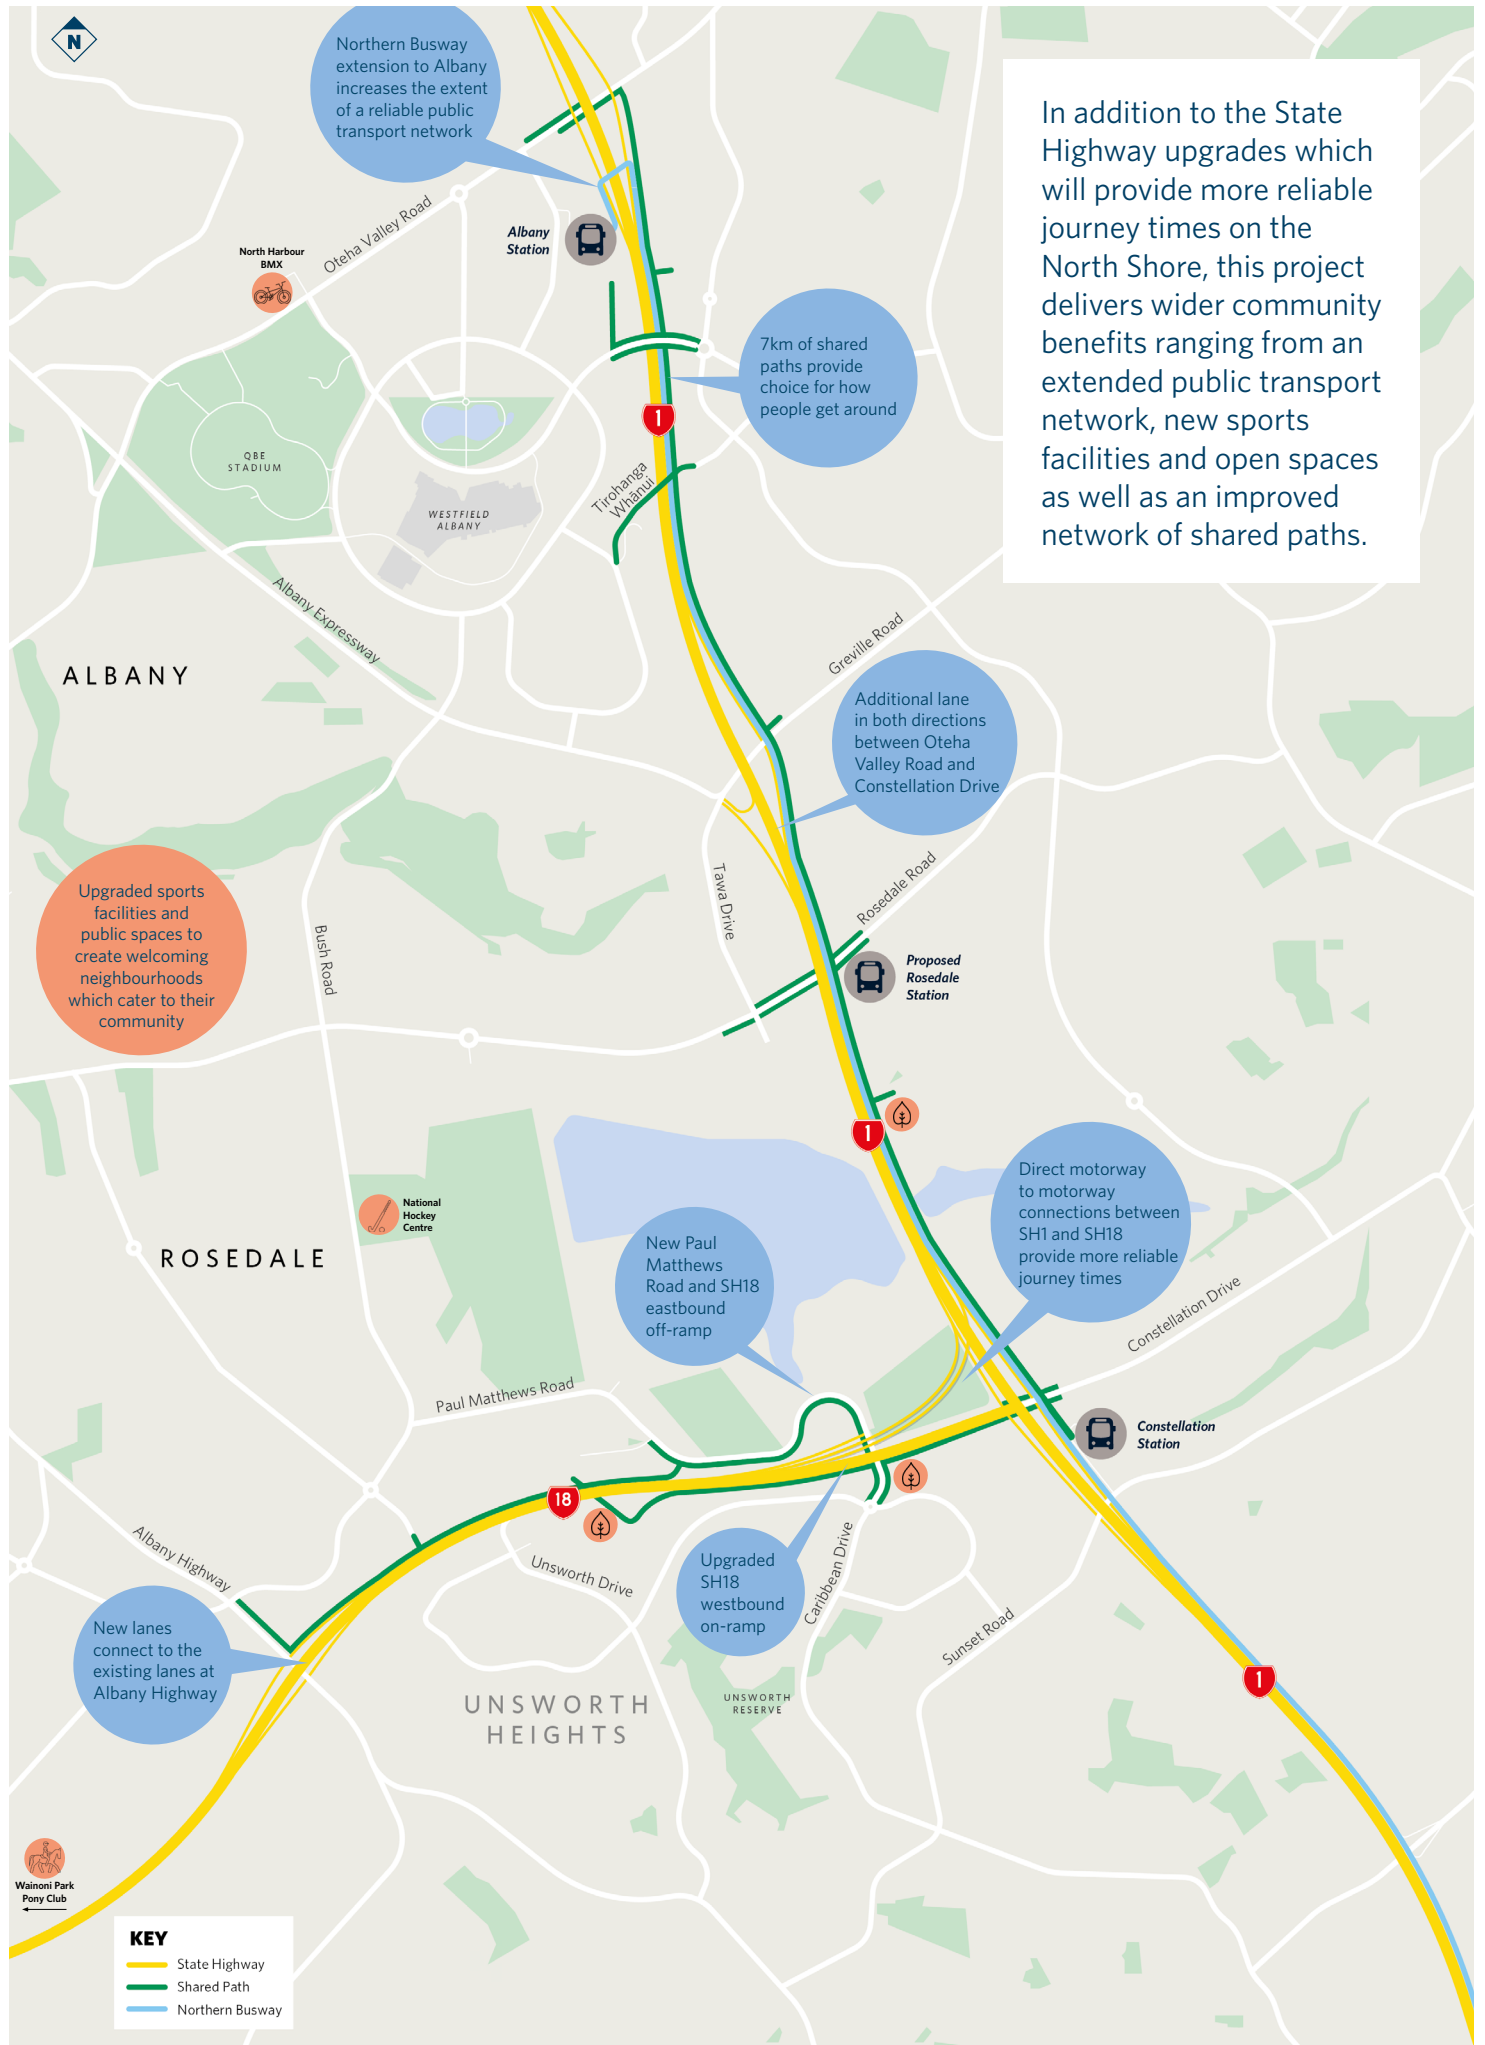 N
Northern Busway
extension to Albany
increases the extent
of a reliable public
transport network
In addition to the State
Highway upgrades which
will provide more reliable
journey times on the
North Shore, this project
delivers wider community
benefits ranging from an
extended public transport
network, new sports
facilities and open spaces
as well as an improved
network of shared paths.
Oteha Valley Road
Albany
Station
North Harbour
BMX
7km of shared
paths provide
choice for how
people get around
1
QBE
STADIUM
Tirohanga
Whānui
WESTFIELD
ALBANY
Albany Expressway
Greville Road
ALBANY
Additional lane
in both directions
between Oteha
Valley Road and
Constellation Drive
Tawa Drive
Rosedale Road
Upgraded sports
facilities and
public spaces to
create welcoming
neighbourhoods
which cater to their
community
Bush Road
Proposed
Rosedale
Station
1
Direct motorway
to motorway
connections between
SH1 and SH18
provide more reliable
journey times
National
Hockey
Centre
ROSEDALE
New Paul
Matthews
Road and SH18
eastbound
off-ramp
Constellation Drive
Paul Matthews Road
Constellation
Station
18
Albany Highway
Unsworth Drive
Upgraded
SH18
westbound
on-ramp
Caribbean Drive
Sunset Road
New lanes
connect to the
existing lanes at
Albany Highway
1
UNSWORTH
HEIGHTS
UNSWORTH
RESERVE
Wainoni Park
Pony Club
KEY
State Highway
Shared Path
Northern Busway